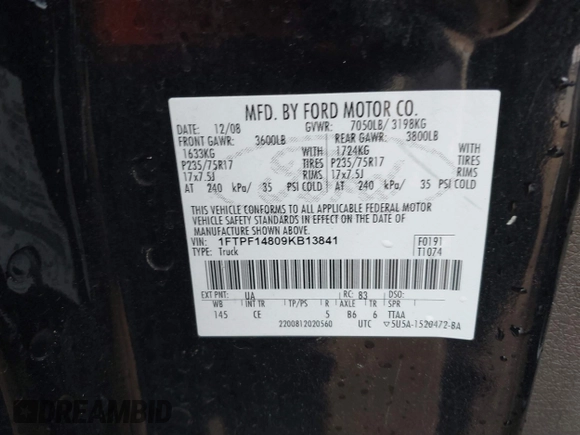 MFD. BY FORD MOTOR CO.
DATE: 12/08 GVWR: 7050LB/ 3198KG
FRONT GAWR: 3600LB REAR GAWR: 3800LB
1633KG WITH 1724KG WITH
P235/75R17 TIRES P235/75R17 TIRES
17x7.5J RIMS 17x7.5J RIMS
AT 240 kPa/ 35 PSI COLD AT 240 kPa/ 35 PSI COLD
THIS VEHICLE CONFORMS TO ALL APPLICABLE FEDERAL MOTOR
VEHICLE SAFETY STANDARDS IN EFFECT ON THE DATE OF
MANUFACTURE SHOWN ABOVE.
VIN: 1FTPF14809KB13841 F0191
TYPE: Truck T1074
EXT PNT: UA RC: 83 DSO:
WB INT TR TP/PS R AXLE TR SPR
145 CE 5 B6 6 TTAA
2200812020560 UTC ▽5U5A-1520472-BA
DREAMBID